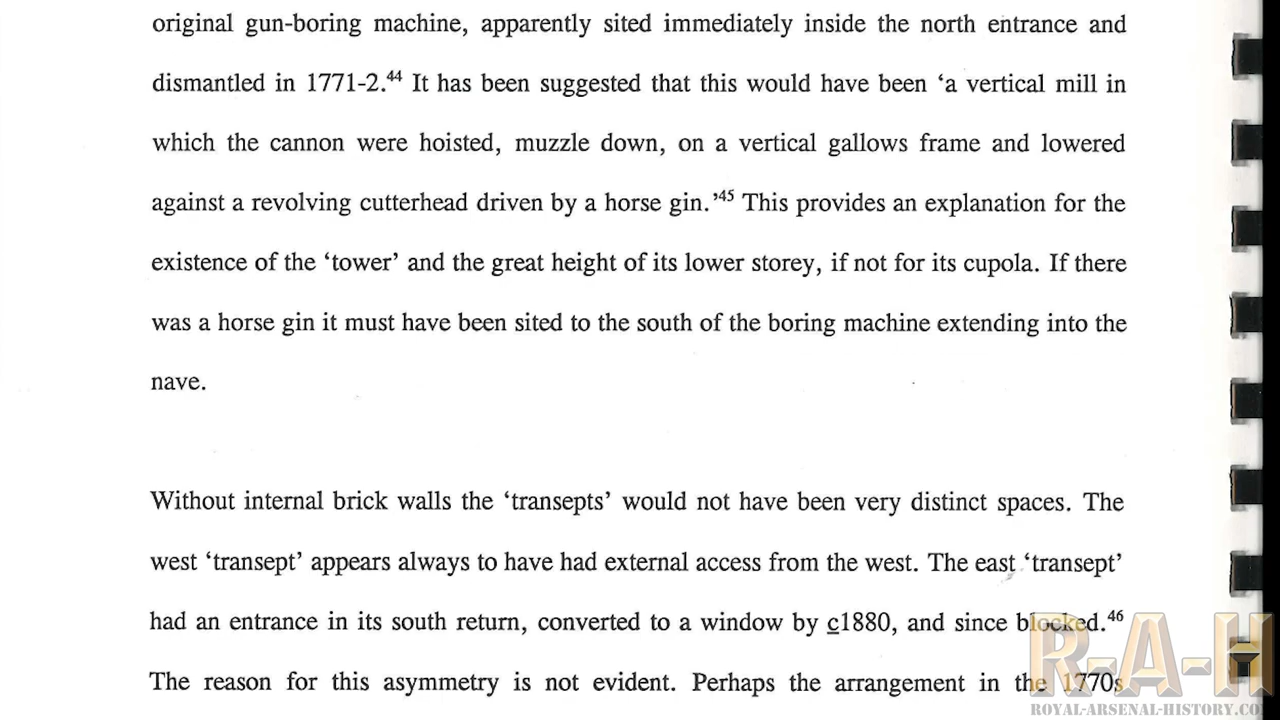 original gun-boring machine, apparently sited immediately inside the north entrance and
dismantled in 1771-2.44 It has been suggested that this would have been ‘a vertical mill in
which the cannon were hoisted, muzzle down, on a vertical gallows frame and lowered
against a revolving cutterhead driven by a horse gin.’45 This provides an explanation for the
existence of the ‘tower’ and the great height of its lower storey, if not for its cupola. If there
was a horse gin it must have been sited to the south of the boring machine extending into the
nave.
Without internal brick walls the ‘transepts’ would not have been very distinct spaces. The
west ‘transept’ appears always to have had external access from the west. The east ‘transept’
had an entrance in its south return, converted to a window by c1880, and since blocked.46
The reason for this asymmetry is not evident. Perhaps the arrangement in the 1770s
R-A-H
ROYAL-ARSENAL-HISTORY.CO